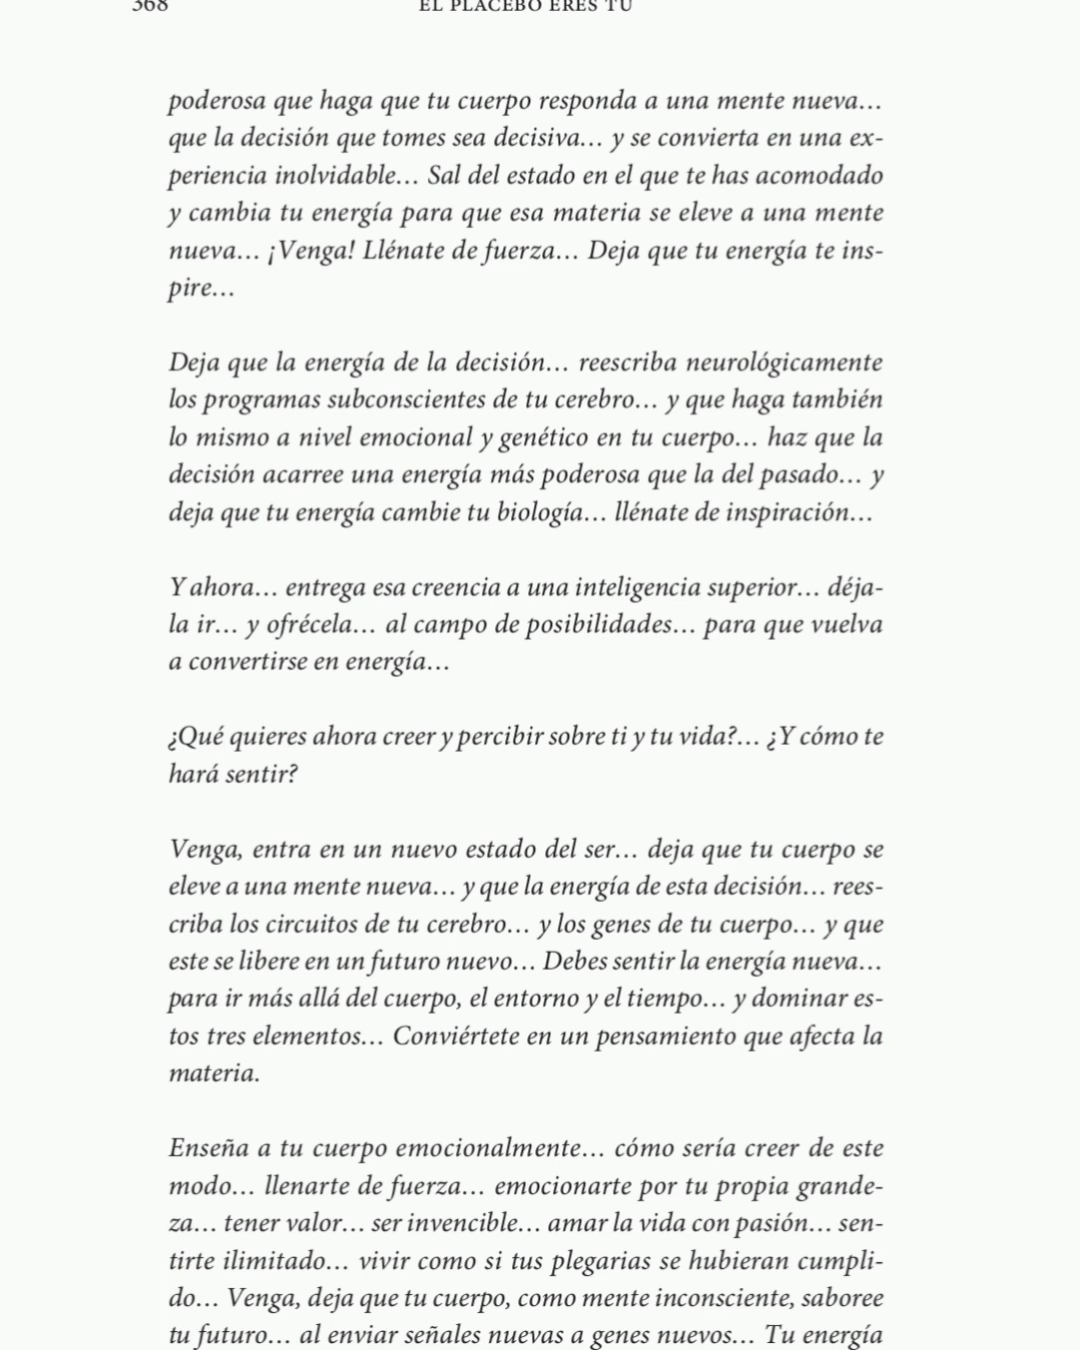 368
EL PLACEBO ERES TÚ
poderosa que haga que tu cuerpo responda a una mente nueva…
que la decisión que tomes sea decisiva… y se convierta en una ex-
periencia inolvidable… Sal del estado en el que te has acomodado
y cambia tu energía para que esa materia se eleve a una mente
nueva… ¡Venga! Llénate de fuerza… Deja que tu energía te ins-
pire…
Deja que la energía de la decisión… reescriba neurológicamente
los programas subconscientes de tu cerebro… y que haga también
lo mismo a nivel emocional y genético en tu cuerpo… haz que la
decisión acarree una energía más poderosa que la del pasado… y
deja que tu energía cambie tu biología… llénate de inspiración…
Y ahora… entrega esa creencia a una inteligencia superior… déja-
la ir… y ofrécela… al campo de posibilidades… para que vuelva
a convertirse en energía…
¿Qué quieres ahora creer y percibir sobre ti y tu vida?… ¿Y cómo te
hará sentir?
Venga, entra en un nuevo estado del ser… deja que tu cuerpo se
eleve a una mente nueva… y que la energía de esta decisión… rees-
criba los circuitos de tu cerebro… y los genes de tu cuerpo… y que
este se libere en un futuro nuevo… Debes sentir la energía nueva…
para ir más allá del cuerpo, el entorno y el tiempo… y dominar es-
tos tres elementos… Conviértete en un pensamiento que afecta la
materia.
Enseña a tu cuerpo emocionalmente… cómo sería creer de este
modo… llenarte de fuerza… emocionarte por tu propia grande-
za… tener valor… ser invencible… amar la vida con pasión… sen-
tirte ilimitado… vivir como si tus plegarias se hubieran cumpli-
do… Venga, deja que tu cuerpo, como mente inconsciente, saboree
tu futuro… al enviar señales nuevas a genes nuevos… Tu energía